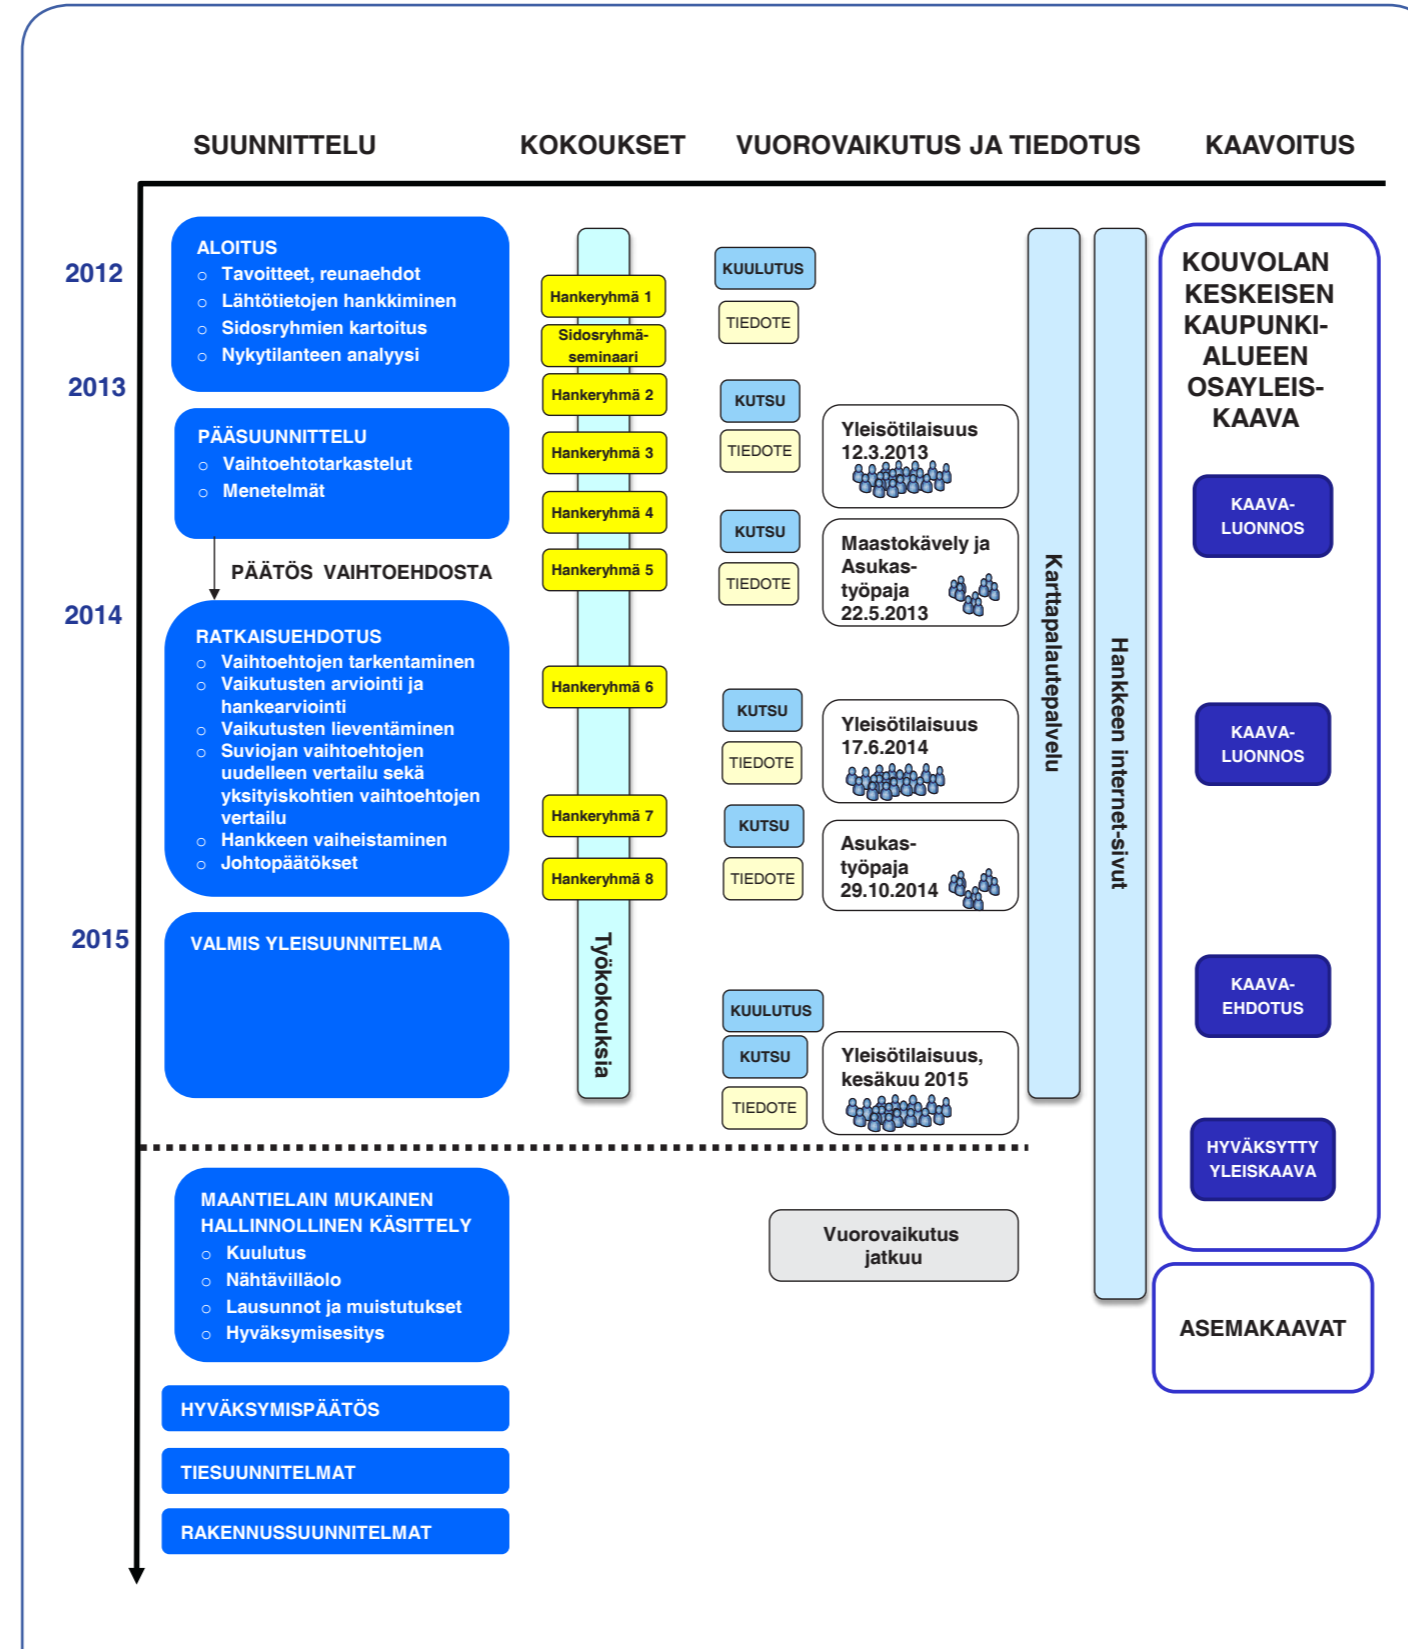 SUUNNITTELU
KOKOUKSET
VUOROVAIKUTUS JA TIEDOTUS
KAAVOITUS
2012
2013
2014
2015
ALOITUS
o Tavoitteet, reunaehdot
o Lähtötietojen hankkiminen
o Sidosryhmien kartoitus
o Nykytilanteen analyysi
PÄÄSUUNNITTELU
o Vaihtoehtotarkastelut
o Menetelmät
PÄÄTÖS VAIHTOEHDOSTA
RATKAISUEHDOTUS
o Vaihtoehtojen tarkentaminen
o Vaikutusten arviointi ja
hankearviointi
o Vaikutusten lieventäminen
o Suviojan vaihtoehtojen
uudelleen vertailu sekä
yksityiskohtien vaihtoehtojen
vertailu
o Hankkeen vaiheistaminen
o Johtopäätökset
VALMIS YLEISUUNNITELMA
MAANTIELAIN MUKAINEN
HALLINNOLLINEN KÄSITTELY
o Kuulutus
o Nähtävilläolo
o Lausunnot ja muistutukset
o Hyväksymisesitys
HYVÄKSYMISPÄÄTÖS
TIESUUNNITELMAT
RAKENNUSSUUNNITELMAT
Hankeryhmä 1
Sidosryhmä-
seminaari
Hankeryhmä 2
Hankeryhmä 3
Hankeryhmä 4
Hankeryhmä 5
Hankeryhmä 6
Hankeryhmä 7
Hankeryhmä 8
Työkokouksia
KUULUTUS
TIEDOTE
KUTSU
TIEDOTE
Yleisötilaisuus
12.3.2013
KUTSU
TIEDOTE
Maastokävely ja
Asukas-
työpaja
22.5.2013
KUTSU
TIEDOTE
Yleisötilaisuus
17.6.2014
KUTSU
TIEDOTE
Asukas-
työpaja
29.10.2014
KUULUTUS
KUTSU
TIEDOTE
Yleisötilaisuus,
kesäkuu 2015
Vuorovaikutus
jatkuu
Karttapalautepalvelu
Hankkeen internet-sivut
KOUVOLAN
KESKEISEN
KAUPUNKI-
ALUEEN
OSAYLEIS-
KAAVA
KAAVA-
LUONNOS
KAAVA-
LUONNOS
KAAVA-
EHDOTUS
HYVÄKSYTTY
YLEISKAAVA
ASEMAKAAVAT